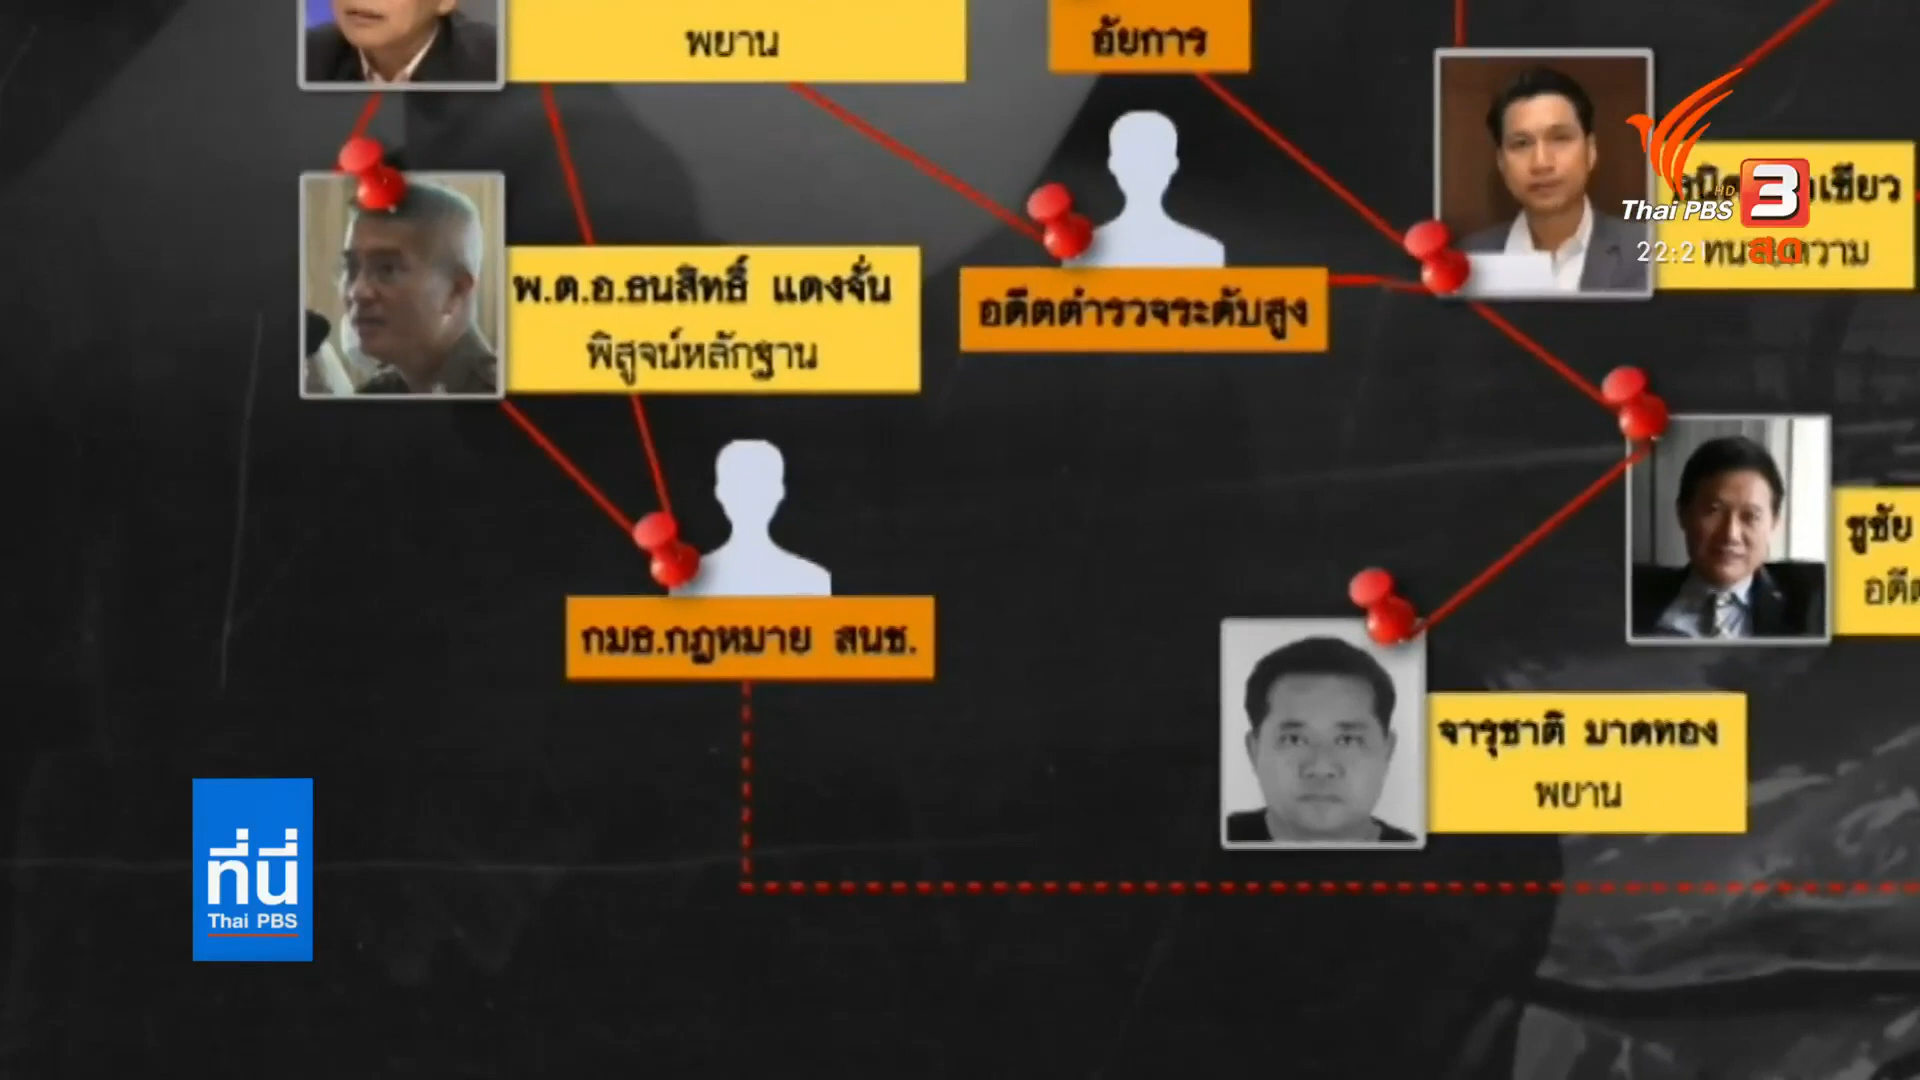 พยาน
อัยการ
Thai PBS
HD
3
22:21
สด
เขียว
พ.ต.อ.ธนสิทธิ์ แตงจั่น
พิสูจน์หลักฐาน
อดีตตำรวจระดับสูง
ชูชัย
กมธ.กฎหมาย สนช.
จารุชาติ มาดทอง
พยาน
ที่นี่
Thai PBS